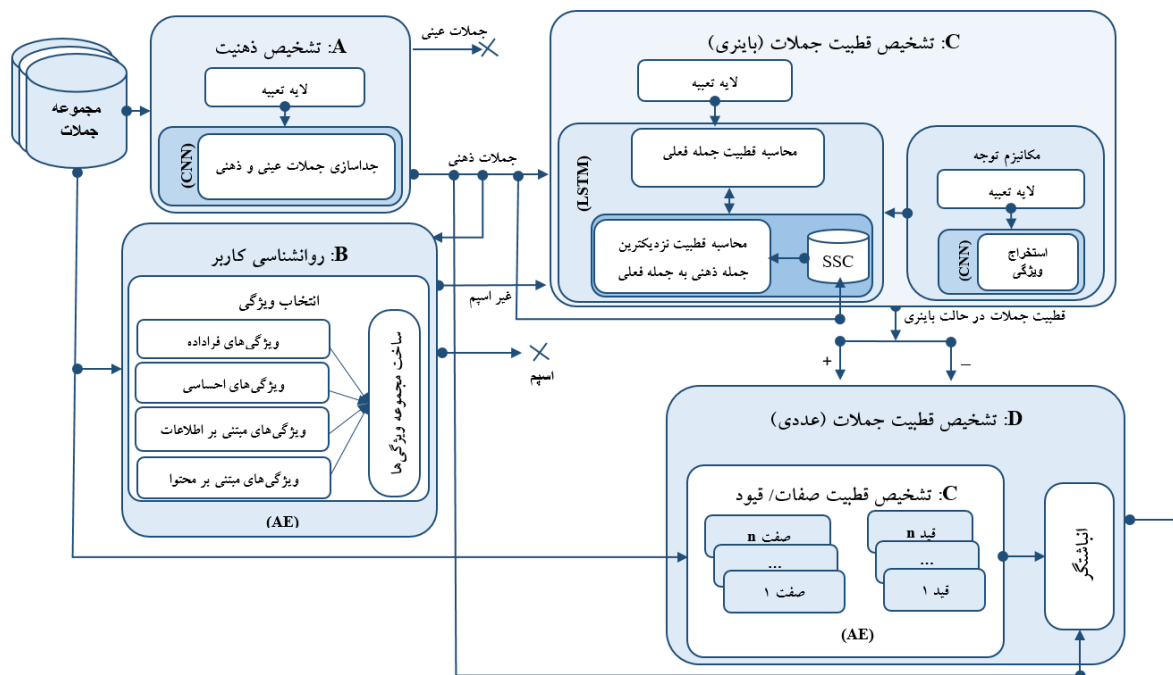 مجموعه
جملات
A: تشخیص ذهنیت
لایه تعبیه
(CNN)
جداسازی جملات عینی و ذهنی
جملات عینی
جملات ذهنی
B: روانشناسی کاربر
انتخاب ویژگی
ویژگی‌های فراداده
ویژگی‌های احساسی
ویژگی‌های مبتنی بر اطلاعات
ویژگی‌های مبتنی بر محتوا
ساخت مجموعه ویژگی‌ها
(AE)
غیر اسپم
اسپم
C: تشخیص قطبیت جملات (باینری)
لایه تعبیه
(LSTM)
محاسبه قطبیت جمله فعلی
محاسبه قطبیت نزدیکترین
جمله ذهنی به جمله فعلی
SSC
مکانیزم توجه
لایه تعبیه
(CNN)
استفراج
ویژگی
قطبیت جملات در حالت باینری
+
–
D: تشخیص قطبیت جملات (عددی)
C: تشخیص قطبیت صفات/ قیود
صفت n
...
صفت ۱
قید n
...
قید ۱
(AE)
انباشتگر